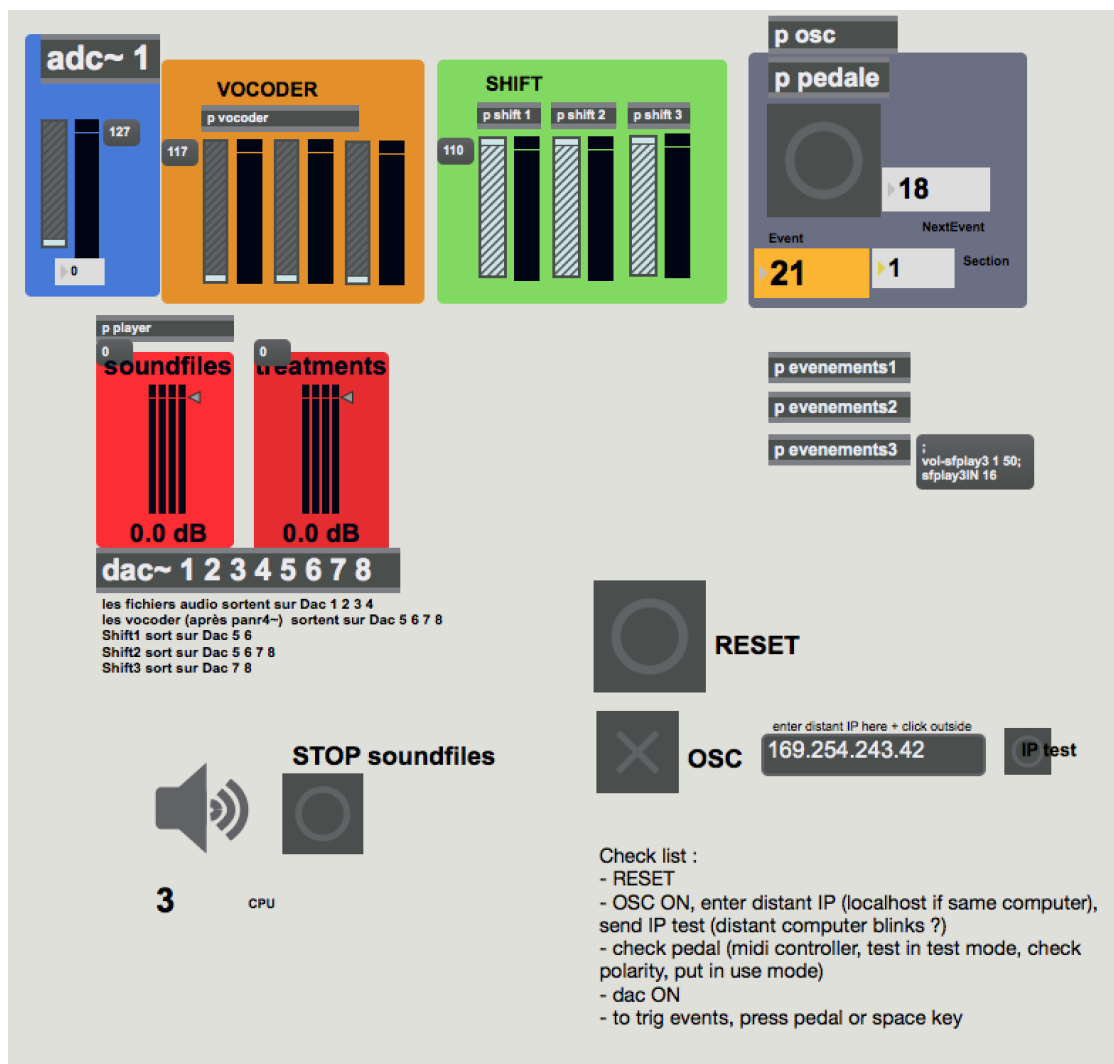 adc~ 1
127
0
VOCODER
p vocoder
117
SHIFT
p shift 1
p shift 2
p shift 3
110
p osc
p pedale
18
NextEvent
Event
21
1
Section
p player
0
soundfiles
0.0 dB
0
treatments
0.0 dB
dac~ 1 2 3 4 5 6 7 8
les fichiers audio sortent sur Dac 1 2 3 4
les vocoder (après panr4~) sortent sur Dac 5 6 7 8
Shift1 sort sur Dac 5 6
Shift2 sort sur Dac 5 6 7 8
Shift3 sort sur Dac 7 8
p evenements1
p evenements2
p evenements3
;
vol-sfplay3 1 50;
sfplay3IN 16
RESET
OSC
enter distant IP here + click outside
169.254.243.42
IP test
STOP soundfiles
3
CPU
Check list :
- RESET
- OSC ON, enter distant IP (localhost if same computer),
send IP test (distant computer blinks ?)
- check pedal (midi controller, test in test mode, check
polarity, put in use mode)
- dac ON
- to trig events, press pedal or space key